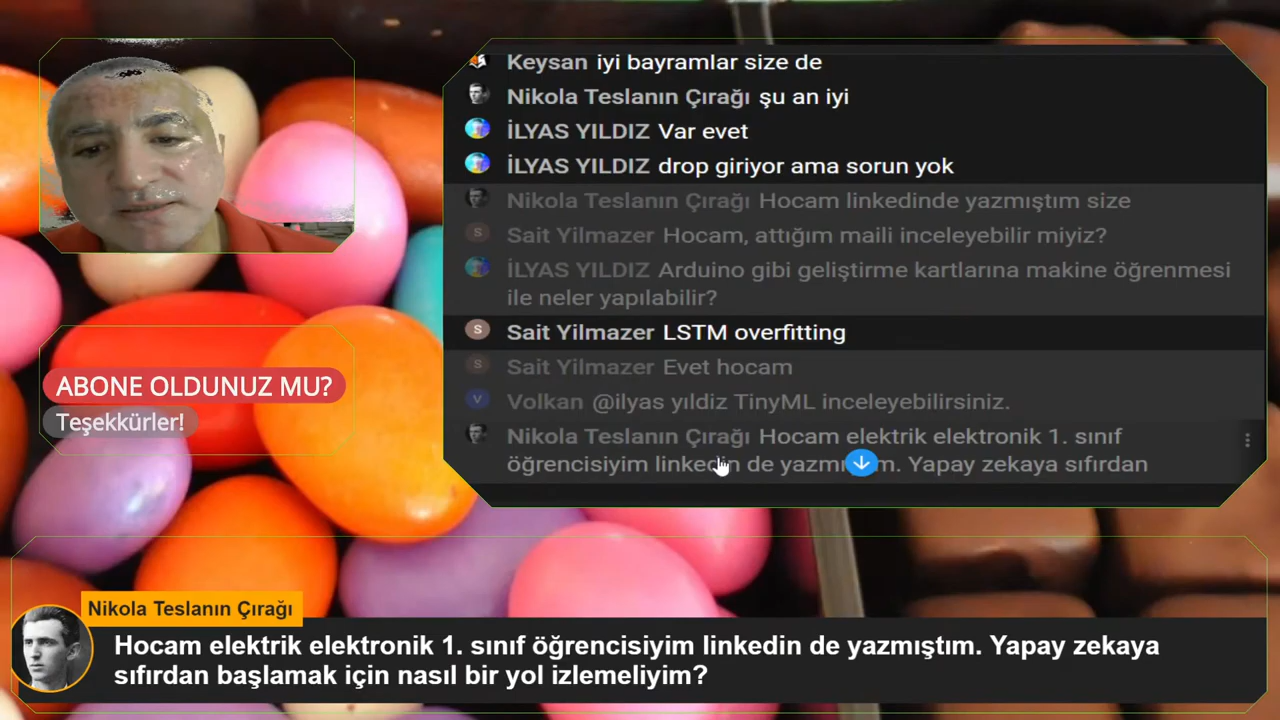 Keysan iyi bayramlar size de
Nikola Teslanın Çırağı şu an iyi
İLYAS YILDIZ Var evet
İLYAS YILDIZ drop giriyor ama sorun yok
Nikola Teslanın Çırağı Hocam linkedinde yazmıştım size
S Sait Yilmazer Hocam, attığım maili inceleyebilir miyiz?
İLYAS YILDIZ Arduino gibi geliştirme kartlarına makine öğrenmesi
ile neler yapılabilir?
S Sait Yilmazer LSTM overfitting
S Sait Yilmazer Evet hocam
V Volkan @ilyas yıldiz TinyML inceleyebilirsiniz.
Nikola Teslanın Çırağı Hocam elektrik elektronik 1. sınıf
öğrencisiyim linkedin de yazmıştım. Yapay zekaya sıfırdan
ABONE OLDUNUZ MU?
Teşekkürler!
Nikola Teslanın Çırağı
Hocam elektrik elektronik 1. sınıf öğrencisiyim linkedin de yazmıştım. Yapay zekaya
sıfırdan başlamak için nasıl bir yol izlemeliyim?